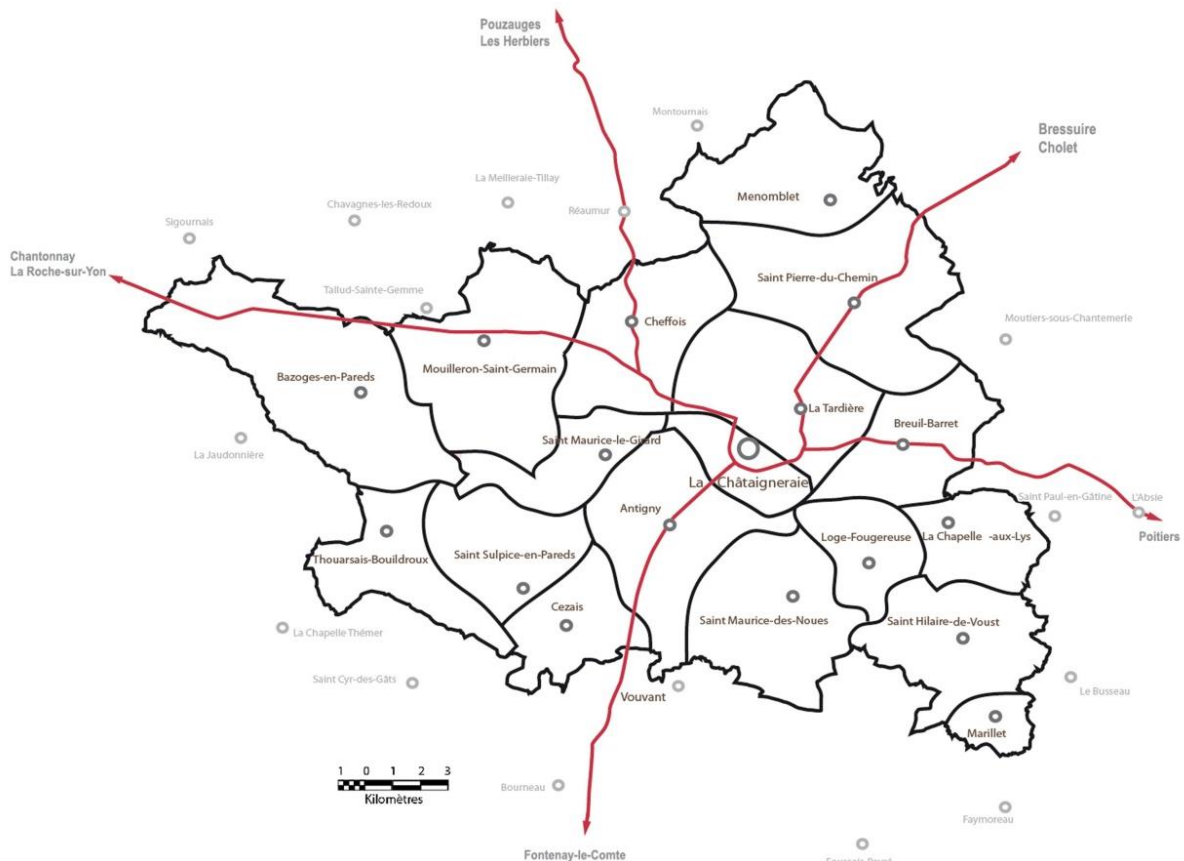 Pouzauges
Les Herbiers
Montournais
Bressuire
Cholet
La Meilleraie-Tillay
Menomblet
Chavagnes-les-Redoux
Réaumur
Sigournais
Chantonnay
La Roche-sur-Yon
Saint Pierre-du-Chemin
Tallud-Sainte-Gemme
Cheffois
Moutiers-sous-Chantemerle
Mouilleron-Saint-Germain
Bazoges-en-Pareds
La Tardière
Breuil-Barret
Saint Maurice-le-Girard
La Jaudonnière
La Châtaigneraie
Saint Paul-en-Gâtine
L'Absie
Antigny
Poitiers
Loge-Fougereuse
La Chapelle -aux-Lys
Saint Sulpice-en-Pareds
Thouarsais-Bouildroux
Cezais
Saint Maurice-des-Noues
Saint Hilaire-de-Voust
La Chapelle Thémer
Saint Cyr-des-Gâts
Vouvant
Le Busseau
Marillet
1 0 1 2 3
Kilomètres
Bourneau
Faymoreau
Fontenay-le-Comte